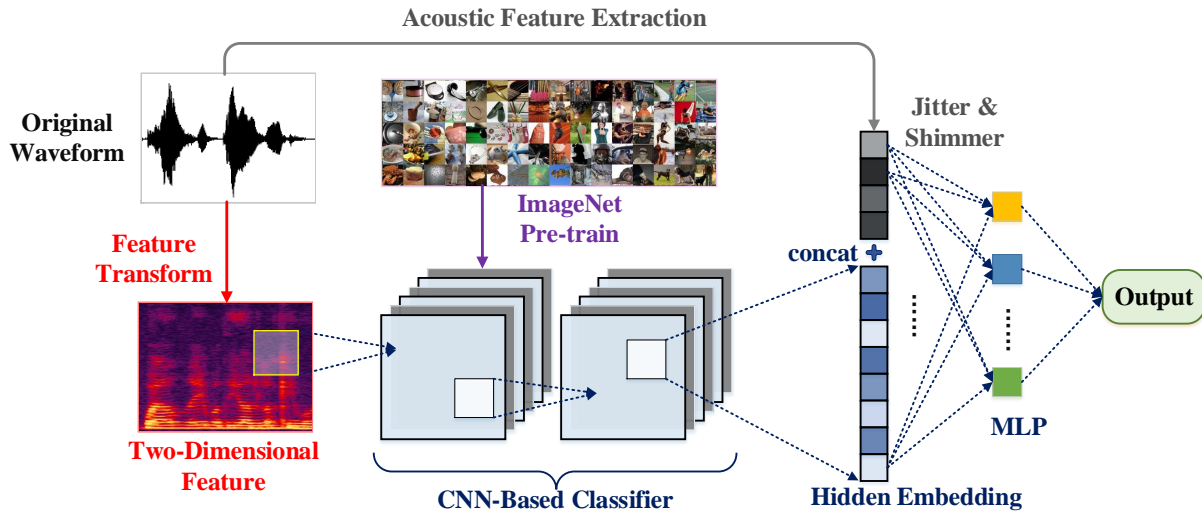 Acoustic Feature Extraction
Original
Waveform
Jitter &
Shimmer
ImageNet
Pre-train
Feature
Transform
concat +
Output
MLP
Two-Dimensional
Feature
CNN-Based Classifier
Hidden Embedding